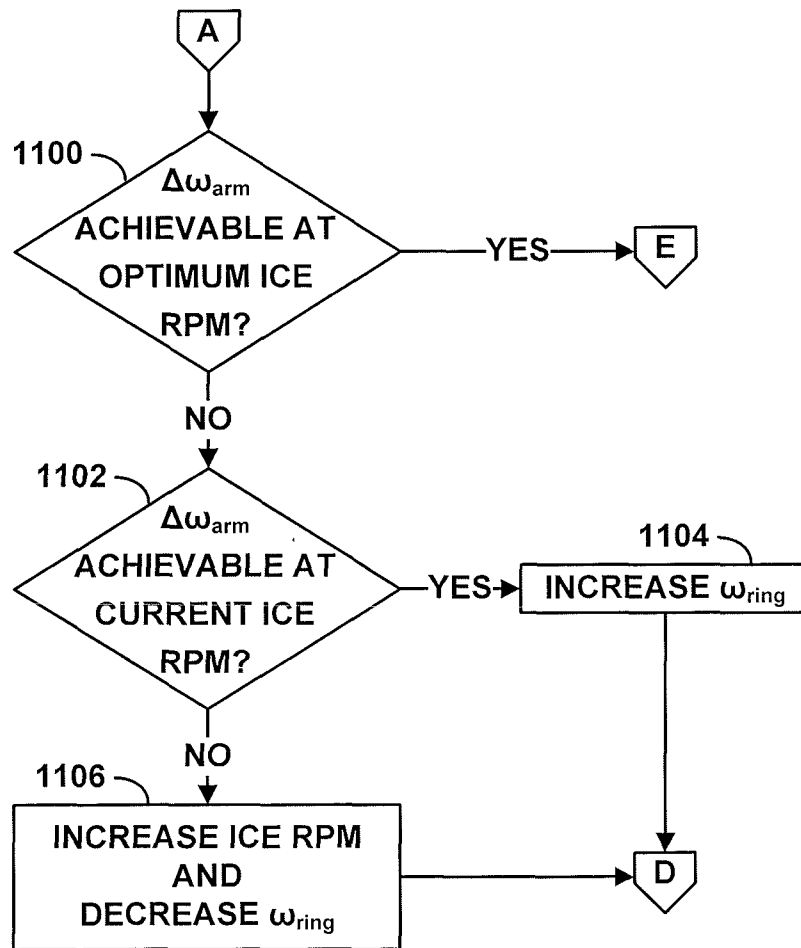 A
1100
Δω_arm
ACHIEVABLE AT
OPTIMUM ICE
RPM?
YES
E
NO
1102
Δω_arm
ACHIEVABLE AT
CURRENT ICE
RPM?
YES
1104
INCREASE ω_ring
NO
1106
INCREASE ICE RPM
AND
DECREASE ω_ring
D